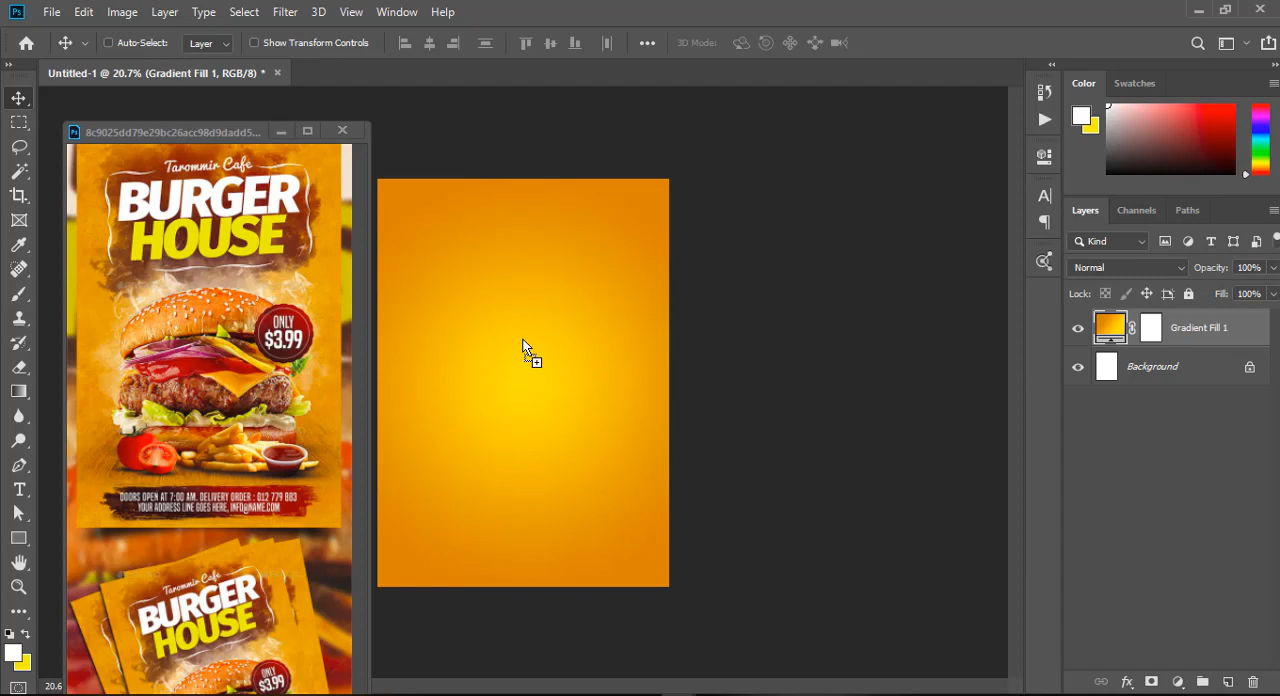 File Edit Image Layer Type Select Filter 3D View Window Help
Auto-Select: Layer Show Transform Controls 3D Mode:
Untitled-1 @ 20.7% (Gradient Fill 1, RGB/8) *
8c9025dd79e29bc26acc98d9dadd5...
Tarommir Cafe
BURGER
HOUSE
ONLY
$3.99
DOORS OPEN AT 7:00 AM. DELIVERY ORDER : 012 779 883
YOUR ADDRESS LINE GOES HERE, INFO@NAME.COM
Tarommir Cafe
BURGER
HOUSE
ONLY
$3.99
20.6
Color Swatches
Layers Channels Paths
Kind
Normal Opacity: 100%
Lock: Fill: 100%
Gradient Fill 1
Background